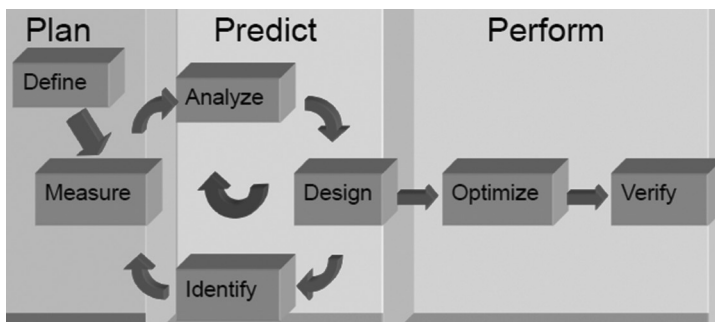 Plan
Predict
Perform
Define
Analyze
Measure
Design
Optimize
Verify
Identify